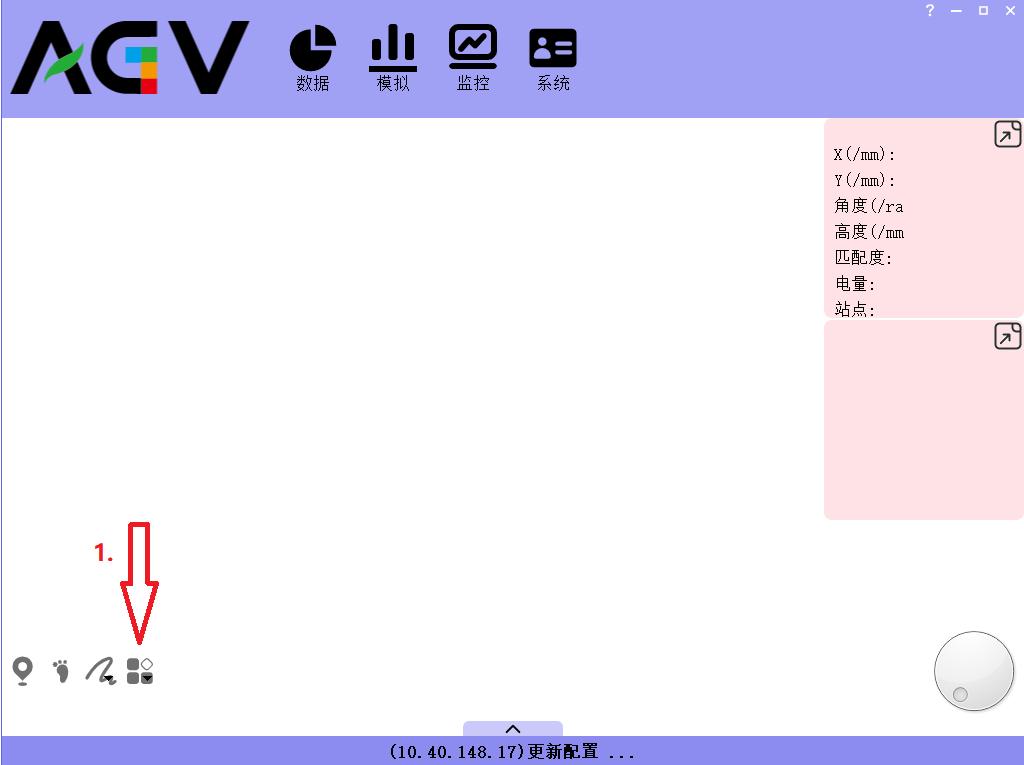 AGV
?
数据
模拟
监控
系统
X(/mm):
Y(/mm):
角度(/ra
高度(/mm
匹配度:
电量:
站点:
1.
(10.40.148.17)更新配置 ...